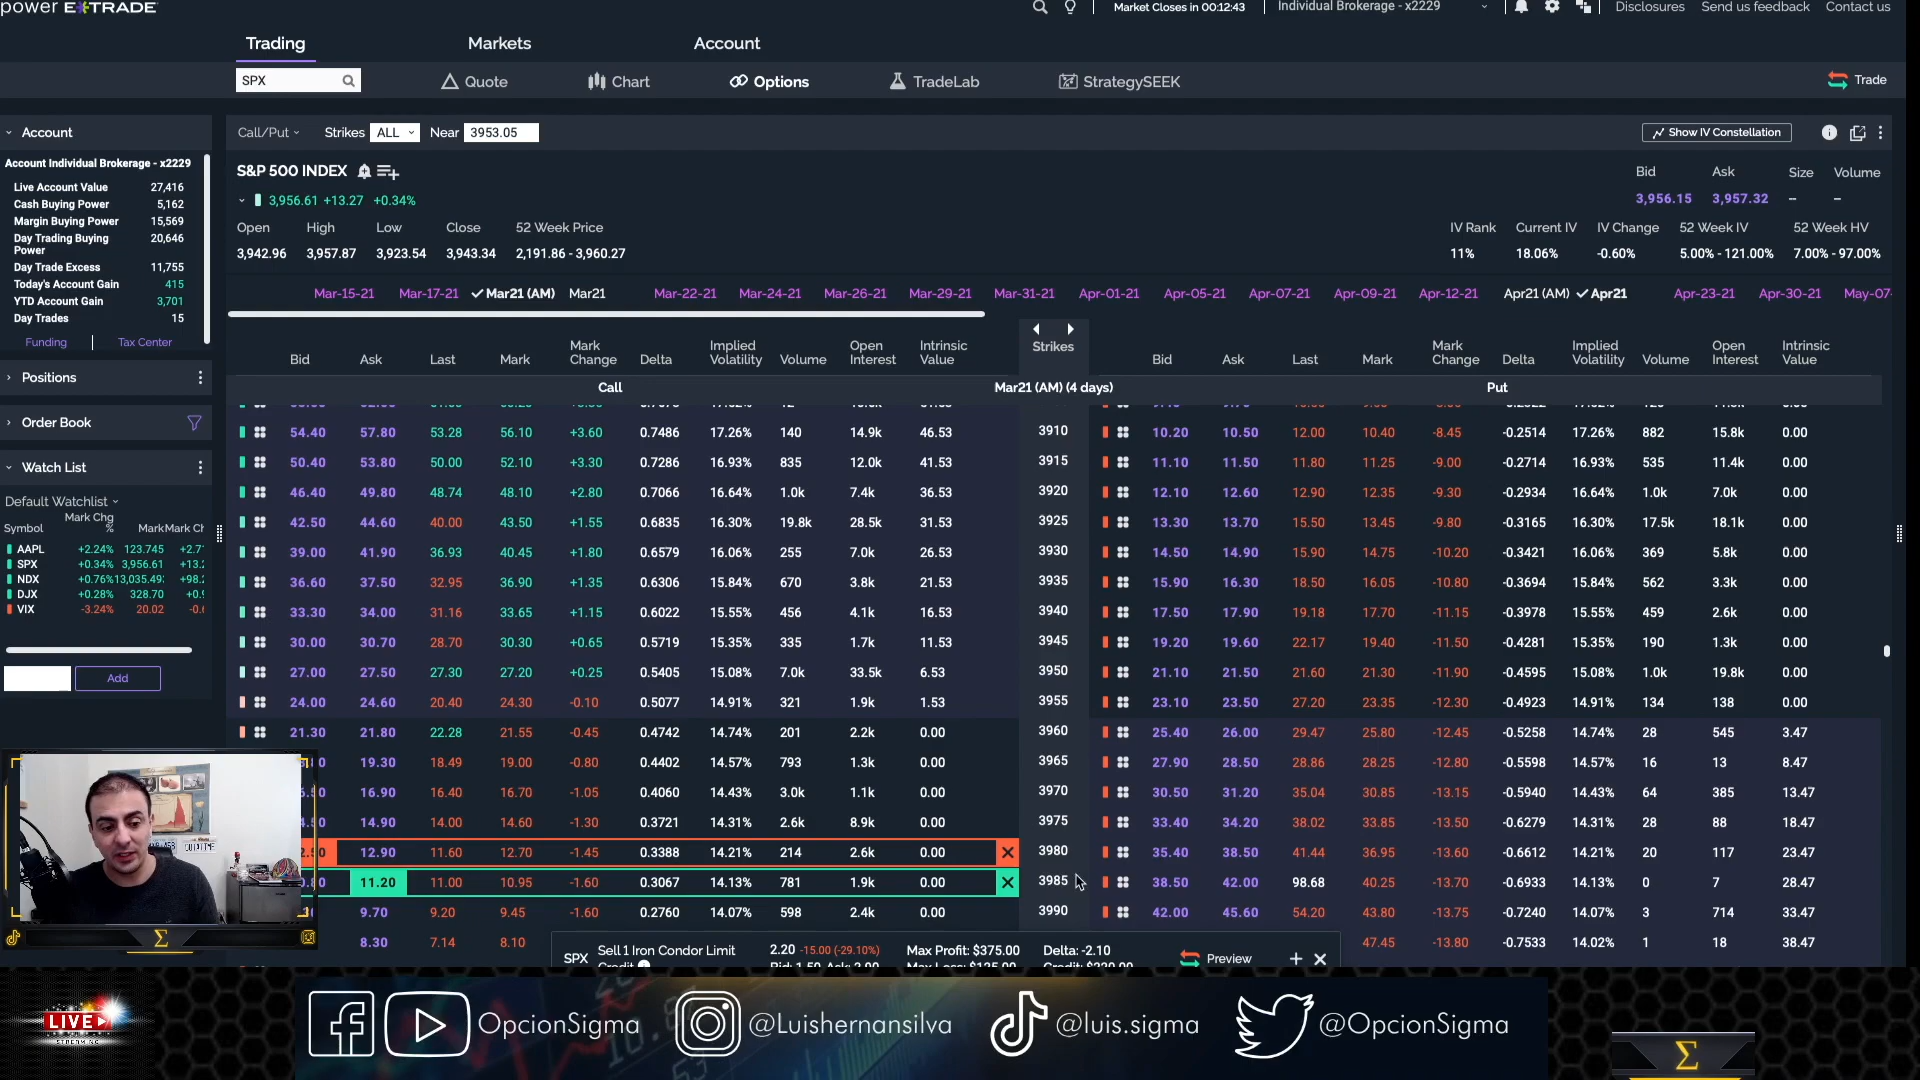 power E*TRADE
Market Closes in 00:12:43
Individual Brokerage - x2229
Disclosures Send us feedback Contact us
Trading Markets Account
SPX
Quote Chart Options TradeLab StrategySEEK Trade
Account
Call/Put Strikes ALL Near 3953.05 Show IV Constellation
Account Individual Brokerage - x2229
Live Account Value 27,416
Cash Buying Power 5,162
Margin Buying Power 15,569
Day Trading Buying Power 20,646
Day Trade Excess 11,755
Today's Account Gain 415
YTD Account Gain 3,701
Day Trades 15
Funding Tax Center
Positions
Order Book
Watch List
Default Watchlist
Symbol Mark Chg % Mark Mark Ch
AAPL +2.24% 123.745 +2.7
SPX +0.34% 3,956.61 +13.2
NDX +0.76% 13,035.49 +98.2
DJX +0.28% 328.70 +0.9
VIX -3.24% 20.02 -0.6
Add
S&P 500 INDEX
3,956.61 +13.27 +0.34%
Bid Ask Size Volume
3,956.15 3,957.32 -- --
Open High Low Close 52 Week Price
3,942.96 3,957.87 3,923.54 3,943.34 2,191.86 - 3,960.27
IV Rank Current IV IV Change 52 Week IV 52 Week HV
11% 18.06% -0.60% 5.00% - 121.00% 7.00% - 97.00%
Mar-15-21 Mar-17-21 Mar21 (AM) Mar21 Mar-22-21 Mar-24-21 Mar-26-21 Mar-29-21 Mar-31-21 Apr-01-21 Apr-05-21 Apr-07-21 Apr-09-21 Apr-12-21 Apr21 (AM) Apr21 Apr-23-21 Apr-30-21 May-07
Bid Ask Last Mark Mark Change Delta Implied Volatility Volume Open Interest Intrinsic Value Strikes Bid Ask Last Mark Mark Change Delta Implied Volatility Volume Open Interest Intrinsic Value
Call Mar21 (AM) (4 days) Put
54.40 57.80 53.28 56.10 +3.60 0.7486 17.26% 140 14.9k 46.53 3910 10.20 10.50 12.00 10.40 -8.45 -0.2514 17.26% 882 15.8k 0.00
50.40 53.80 50.00 52.10 +3.30 0.7286 16.93% 835 12.0k 41.53 3915 11.10 11.50 11.80 11.25 -9.00 -0.2714 16.93% 535 11.4k 0.00
46.40 49.80 48.74 48.10 +2.80 0.7066 16.64% 1.0k 7.4k 36.53 3920 12.10 12.60 12.90 12.35 -9.30 -0.2934 16.64% 1.0k 7.0k 0.00
42.50 44.60 40.00 43.50 +1.55 0.6835 16.30% 19.8k 28.5k 31.53 3925 13.30 13.70 15.50 13.45 -9.80 -0.3165 16.30% 17.5k 18.1k 0.00
39.00 41.90 36.93 40.45 +1.80 0.6579 16.06% 255 7.0k 26.53 3930 14.50 14.90 15.90 14.75 -10.20 -0.3421 16.06% 369 5.8k 0.00
36.60 37.50 32.95 36.90 +1.35 0.6306 15.84% 670 3.8k 21.53 3935 15.90 16.30 18.50 16.05 -10.80 -0.3694 15.84% 562 3.3k 0.00
33.30 34.00 31.16 33.65 +1.15 0.6022 15.55% 456 4.1k 16.53 3940 17.50 17.90 19.18 17.70 -11.15 -0.3978 15.55% 459 2.6k 0.00
30.00 30.70 28.70 30.30 +0.65 0.5719 15.35% 335 1.7k 11.53 3945 19.20 19.60 22.17 19.40 -11.50 -0.4281 15.35% 190 1.3k 0.00
27.00 27.50 27.30 27.20 +0.25 0.5405 15.08% 7.0k 33.5k 6.53 3950 21.10 21.50 21.60 21.30 -11.90 -0.4595 15.08% 1.0k 19.8k 0.00
24.00 24.60 20.40 24.30 -0.10 0.5077 14.91% 321 1.9k 1.53 3955 23.10 23.50 27.20 23.35 -12.30 -0.4923 14.91% 134 138 0.00
21.30 21.80 22.28 21.55 -0.45 0.4742 14.74% 201 2.2k 0.00 3960 25.40 26.00 29.47 25.80 -12.45 -0.5258 14.74% 28 545 3.47
19.30 18.49 19.00 -0.80 0.4402 14.57% 793 1.3k 0.00 3965 27.90 28.50 28.86 28.25 -12.80 -0.5598 14.57% 16 13 8.47
16.90 16.40 16.70 -1.05 0.4060 14.43% 3.0k 1.1k 0.00 3970 30.50 31.20 35.04 30.85 -13.15 -0.5940 14.43% 64 385 13.47
14.90 14.00 14.60 -1.30 0.3721 14.31% 2.6k 8.9k 0.00 3975 33.40 34.20 38.02 33.85 -13.50 -0.6279 14.31% 28 88 18.47
12.90 11.60 12.70 -1.45 0.3388 14.21% 214 2.6k 0.00 3980 35.40 38.50 41.44 36.95 -13.60 -0.6612 14.21% 20 117 23.47
11.20 11.00 10.95 -1.60 0.3067 14.13% 781 1.9k 0.00 3985 38.50 42.00 98.68 40.25 -13.70 -0.6933 14.13% 0 7 28.47
9.70 9.20 9.45 -1.60 0.2760 14.07% 598 2.4k 0.00 3990 42.00 45.60 54.20 43.80 -13.75 -0.7240 14.07% 3 714 33.47
8.30 7.14 8.10 47.45 -13.80 -0.7533 14.02% 1 18 38.47
SPX Sell 1 Iron Condor Limit 2.20 -15.00 (-29.10%) Max Profit: $375.00 Delta: -2.10 Preview
LIVE
STREAMING
OpcionSigma @Luishernansilva @luis.sigma @OpcionSigma
Σ
Σ